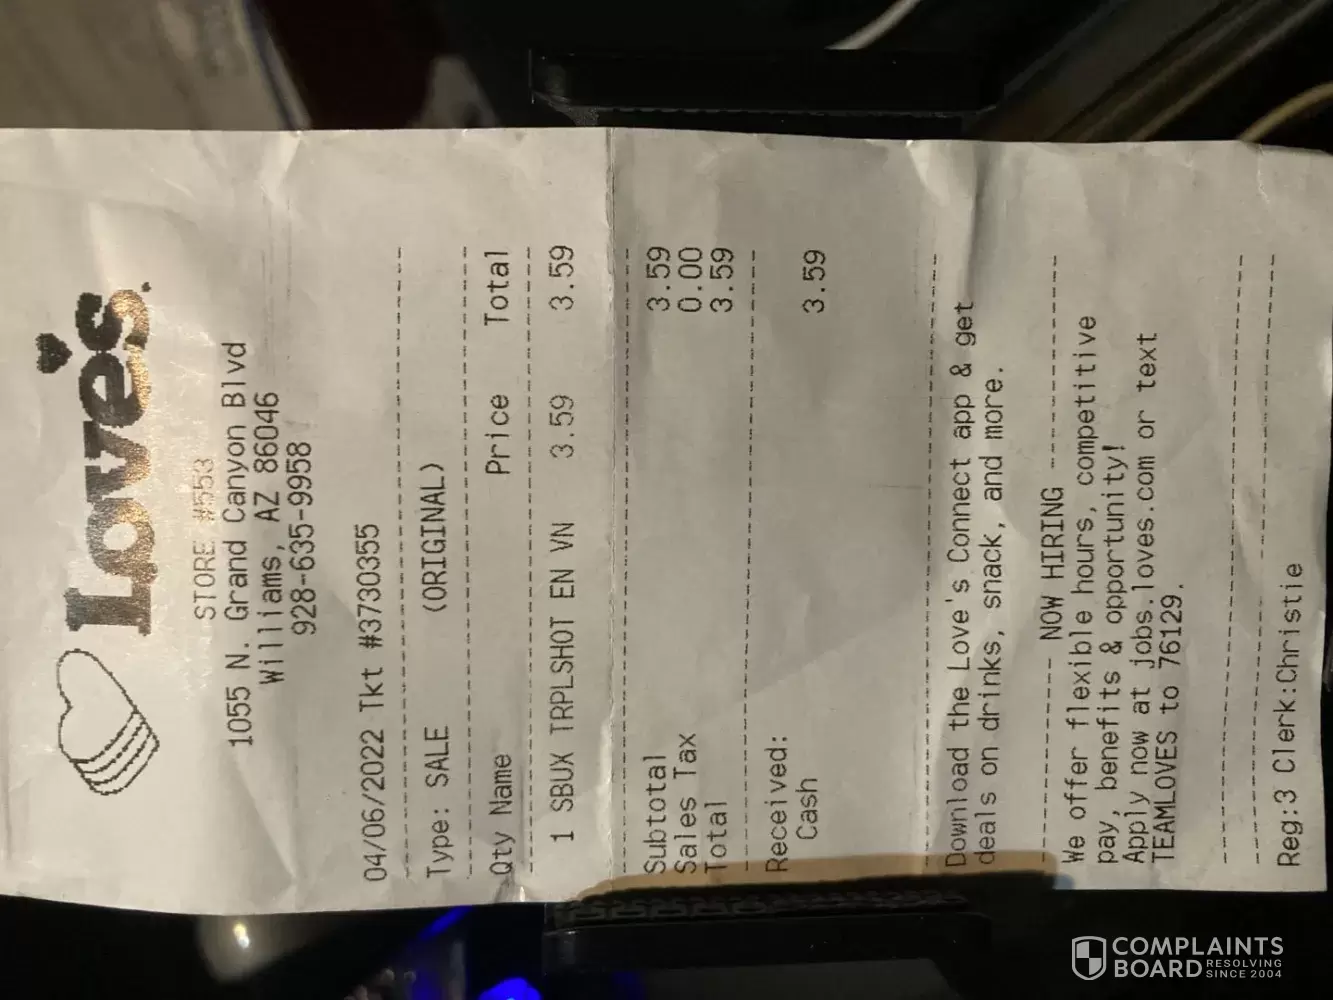 Love's
STORE #553
1055 N. Grand Canyon Blvd
Williams, AZ 86046
928-635-9958
04/06/2022 Tkt #3730355
Type: SALE (ORIGINAL)
Qty Name Price Total
1 SBUX TRPLSHOT EN VN 3.59 3.59
Subtotal 3.59
Sales Tax 0.00
Total 3.59
Received:
Cash 3.59
Download the Love's Connect app & get
deals on drinks, snack, and more.
---------- NOW HIRING ----------
We offer flexible hours, competitive
pay, benefits & opportunity!
Apply now at jobs.loves.com or text
TEAMLOVES to 76129.
Reg:3 Clerk:Christie
COMPLAINTS
BOARD RESOLVING
SINCE 2004